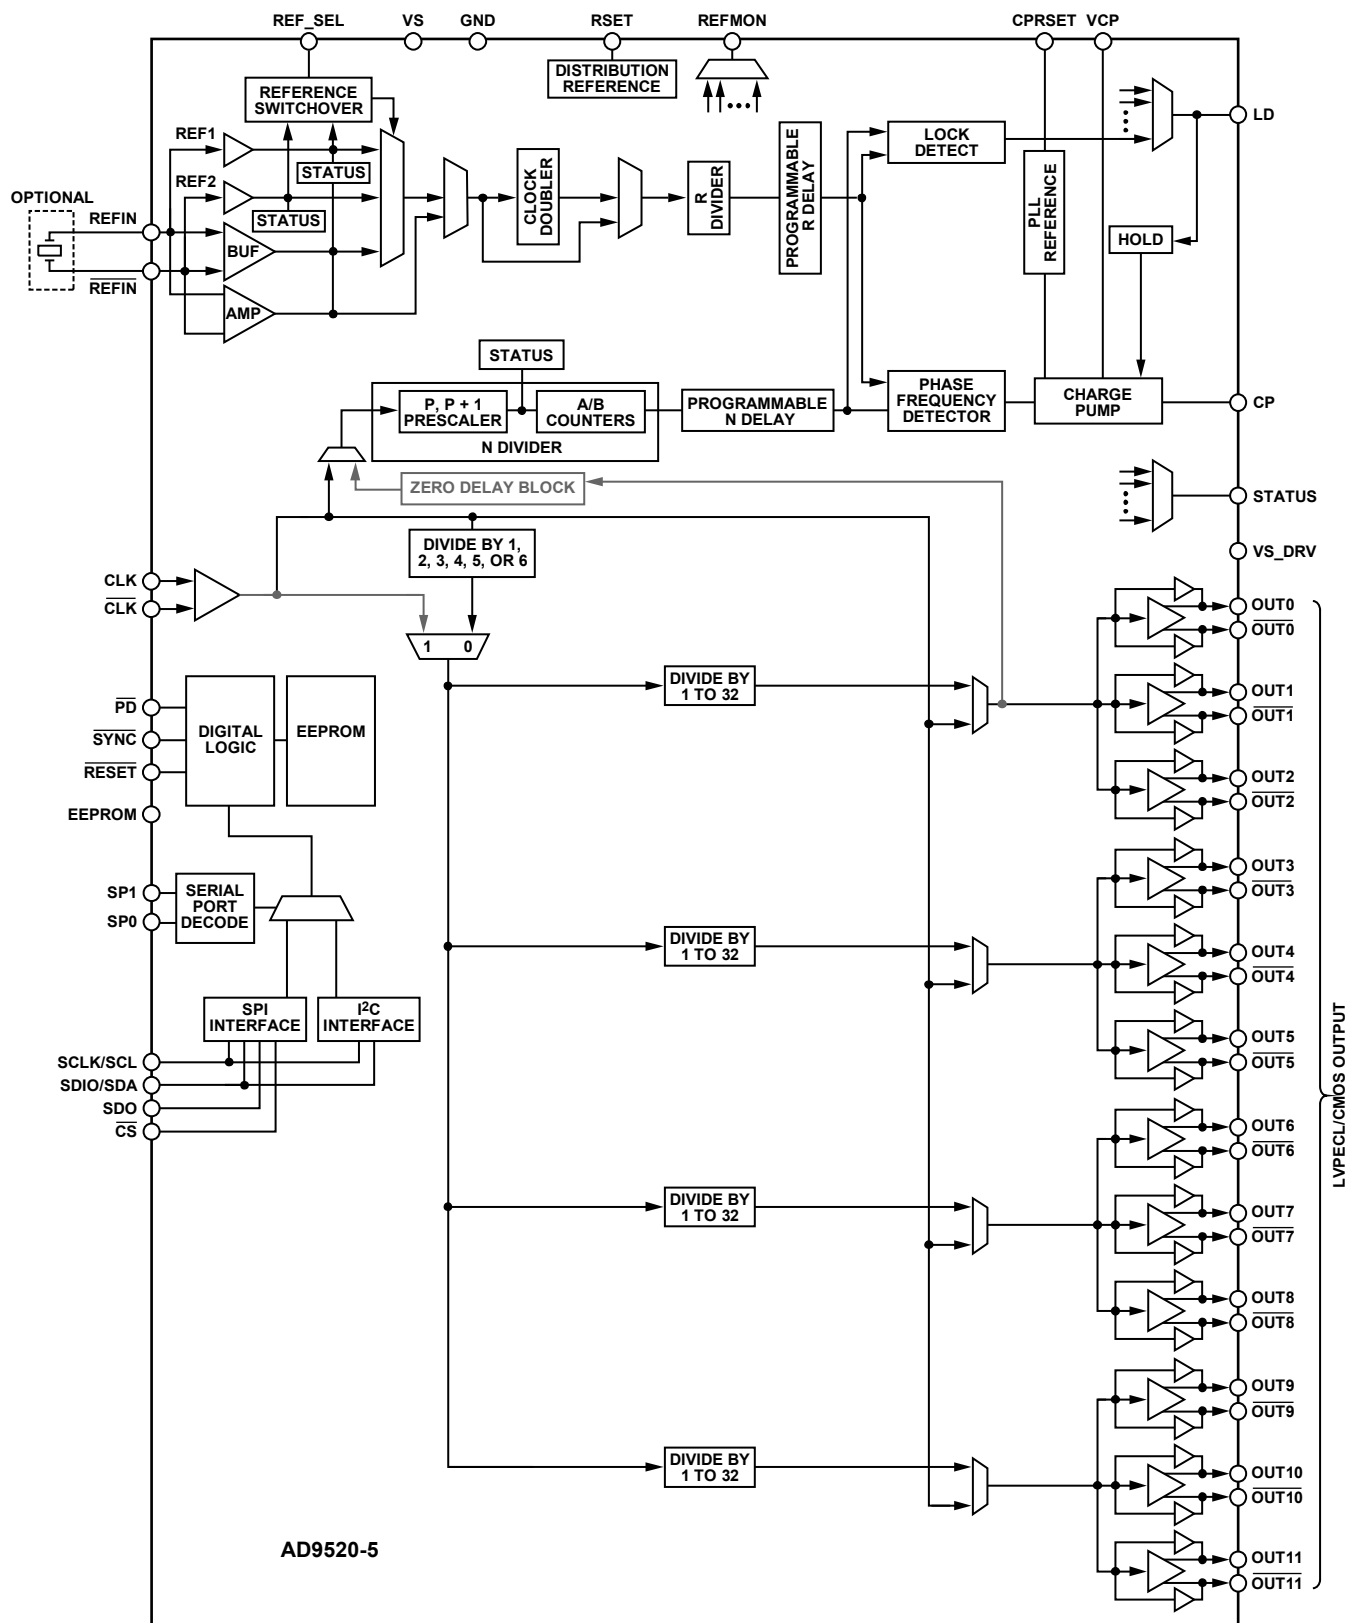 REF_SEL VS GND RSET REFMON CPRSET VCP
DISTRIBUTION
REFERENCE
REFERENCE
SWITCHOVER
REF1
STATUS
REF2
STATUS
OPTIONAL
REFIN
REFIN
BUF
AMP
CLOCK
DOUBLER
R
DIVIDER
PROGRAMMABLE
R DELAY
LOCK
DETECT
PLL
REFERENCE
LD
HOLD
STATUS
P, P + 1
PRESCALER
A/B
COUNTERS
N DIVIDER
PROGRAMMABLE
N DELAY
PHASE
FREQUENCY
DETECTOR
CHARGE
PUMP
CP
ZERO DELAY BLOCK
STATUS
DIVIDE BY 1,
2, 3, 4, 5, OR 6
VS_DRV
CLK
CLK
1 0
OUT0
OUT0
DIVIDE BY
1 TO 32
OUT1
OUT1
OUT2
OUT2
PD
SYNC
RESET
DIGITAL
LOGIC
EEPROM
EEPROM
SP1
SP0
SERIAL
PORT
DECODE
OUT3
OUT3
DIVIDE BY
1 TO 32
OUT4
OUT4
OUT5
OUT5
SPI
INTERFACE
I2C
INTERFACE
SCLK/SCL
SDIO/SDA
SDO
CS
LVPECL/CMOS OUTPUT
OUT6
OUT6
DIVIDE BY
1 TO 32
OUT7
OUT7
OUT8
OUT8
OUT9
OUT9
DIVIDE BY
1 TO 32
OUT10
OUT10
OUT11
OUT11
AD9520-5